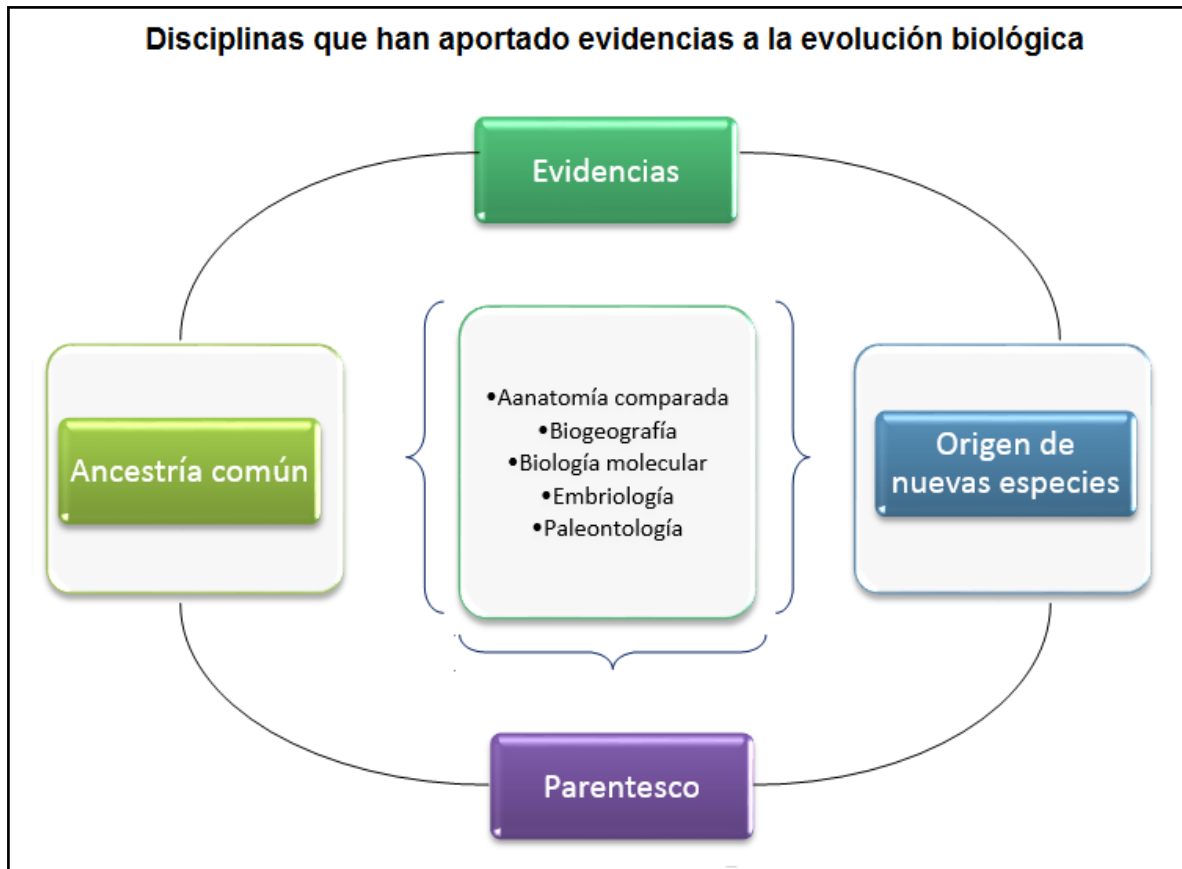 Disciplinas que han aportado evidencias a la evolución biológica
Evidencias
Ancestría común
•Aanatomía comparada
•Biogeografía
•Biología molecular
•Embriología
•Paleontología
Origen de
nuevas especies
Parentesco